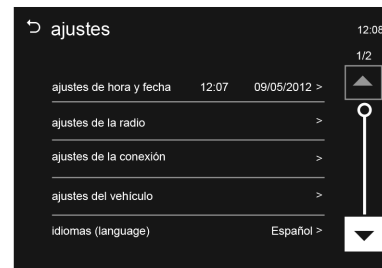 ajustes
12:08
1/2
ajustes de hora y fecha 12:07 09/05/2012 >
ajustes de la radio >
ajustes de la conexión >
ajustes del vehículo >
idiomas (language) Español >